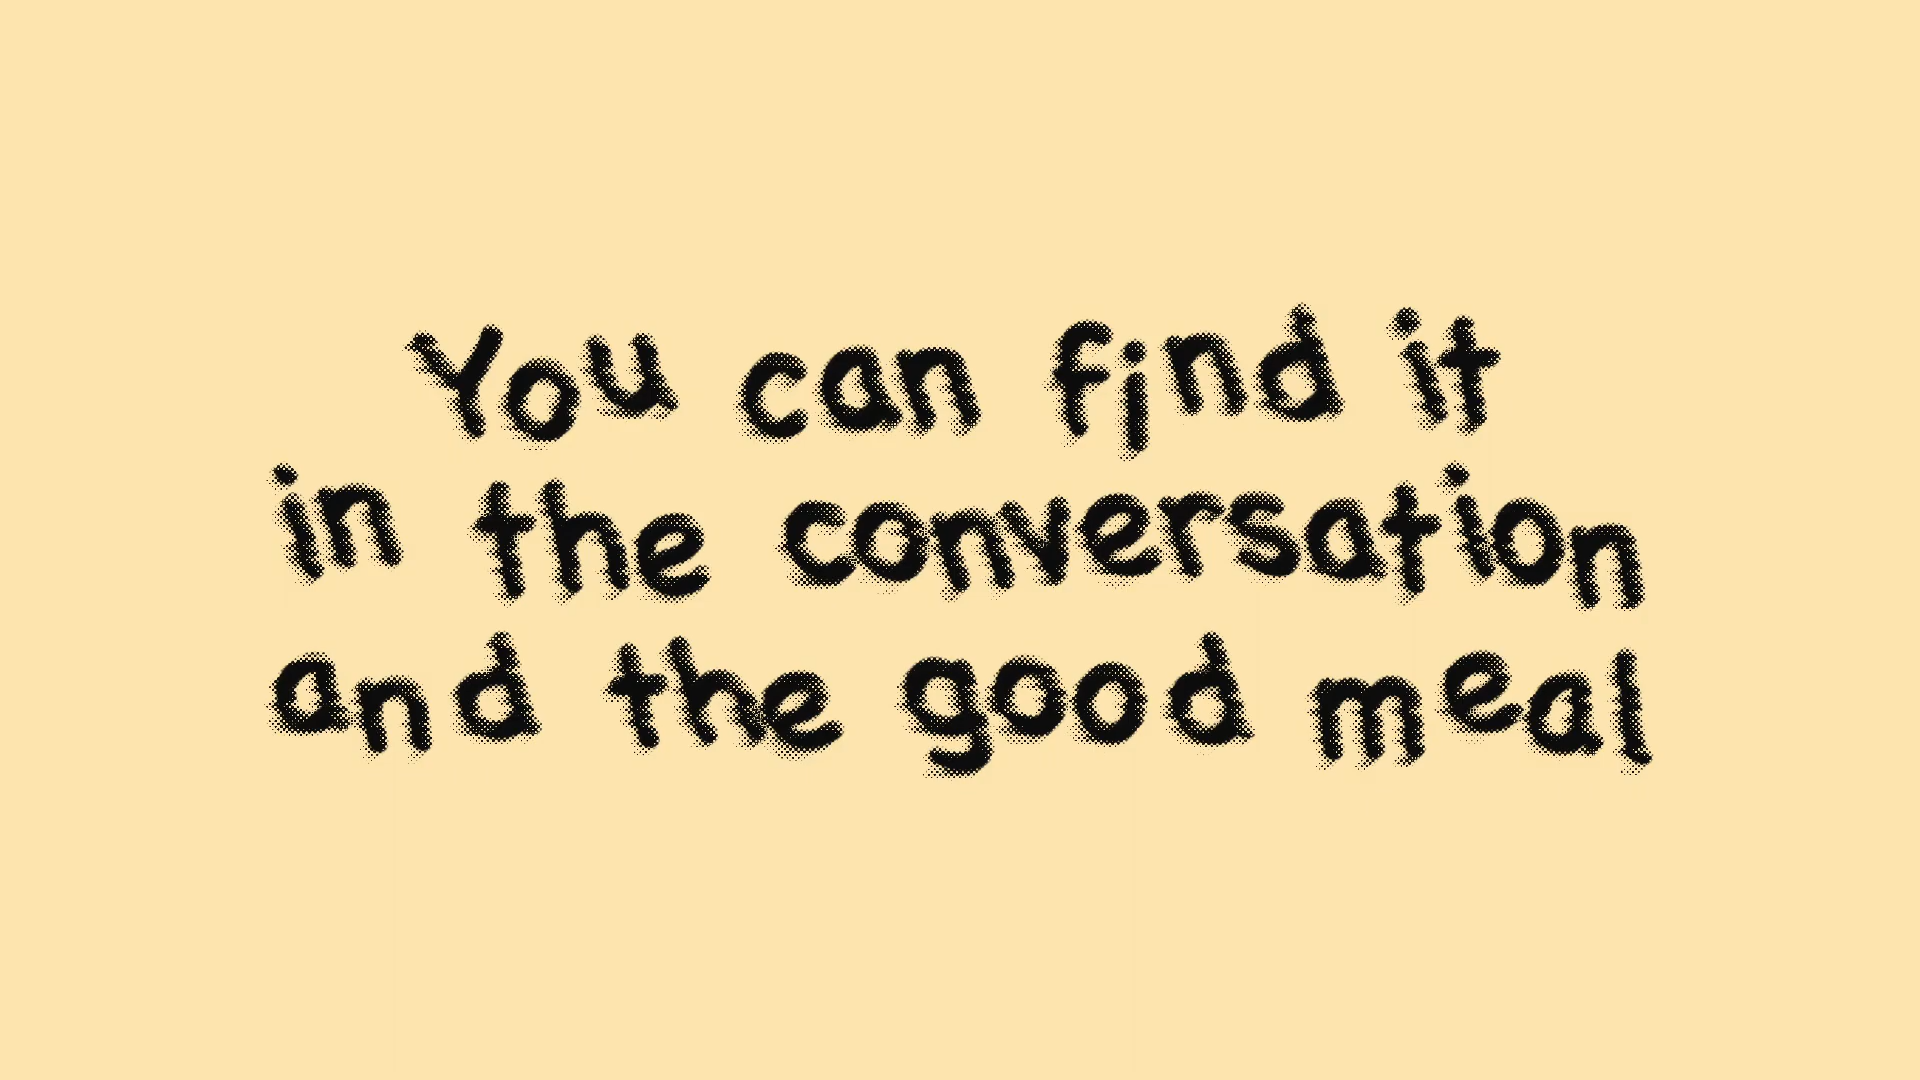 You can find it
in the conversation
and the good meal